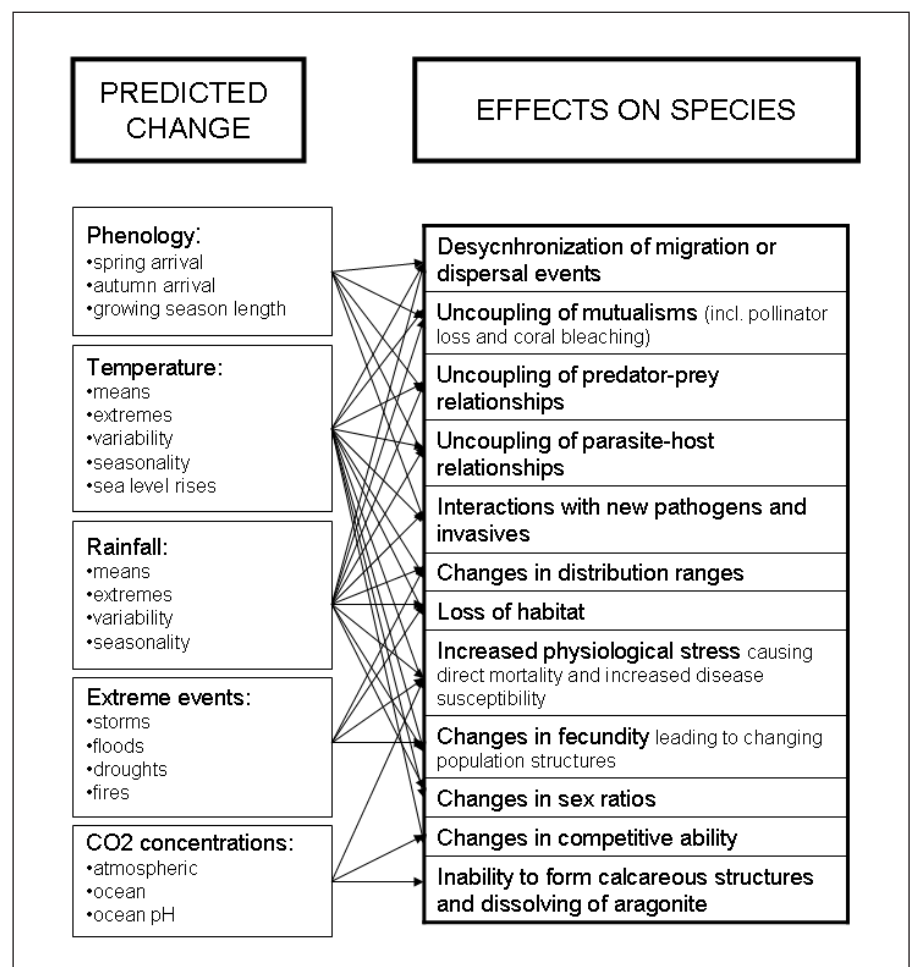 PREDICTED
CHANGE
EFFECTS ON SPECIES
Phenology:
•spring arrival
•autumn arrival
•growing season length
Temperature:
•means
•extremes
•variability
•seasonality
•sea level rises
Rainfall:
•means
•extremes
•variability
•seasonality
Extreme events:
•storms
•floods
•droughts
•fires
CO2 concentrations:
•atmospheric
•ocean
•ocean pH
Desycnhronization of migration or
dispersal events
Uncoupling of mutualisms (incl. pollinator
loss and coral bleaching)
Uncoupling of predator-prey
relationships
Uncoupling of parasite-host
relationships
Interactions with new pathogens and
invasives
Changes in distribution ranges
Loss of habitat
Increased physiological stress causing
direct mortality and increased disease
susceptibility
Changes in fecundity leading to changing
population structures
Changes in sex ratios
Changes in competitive ability
Inability to form calcareous structures
and dissolving of aragonite